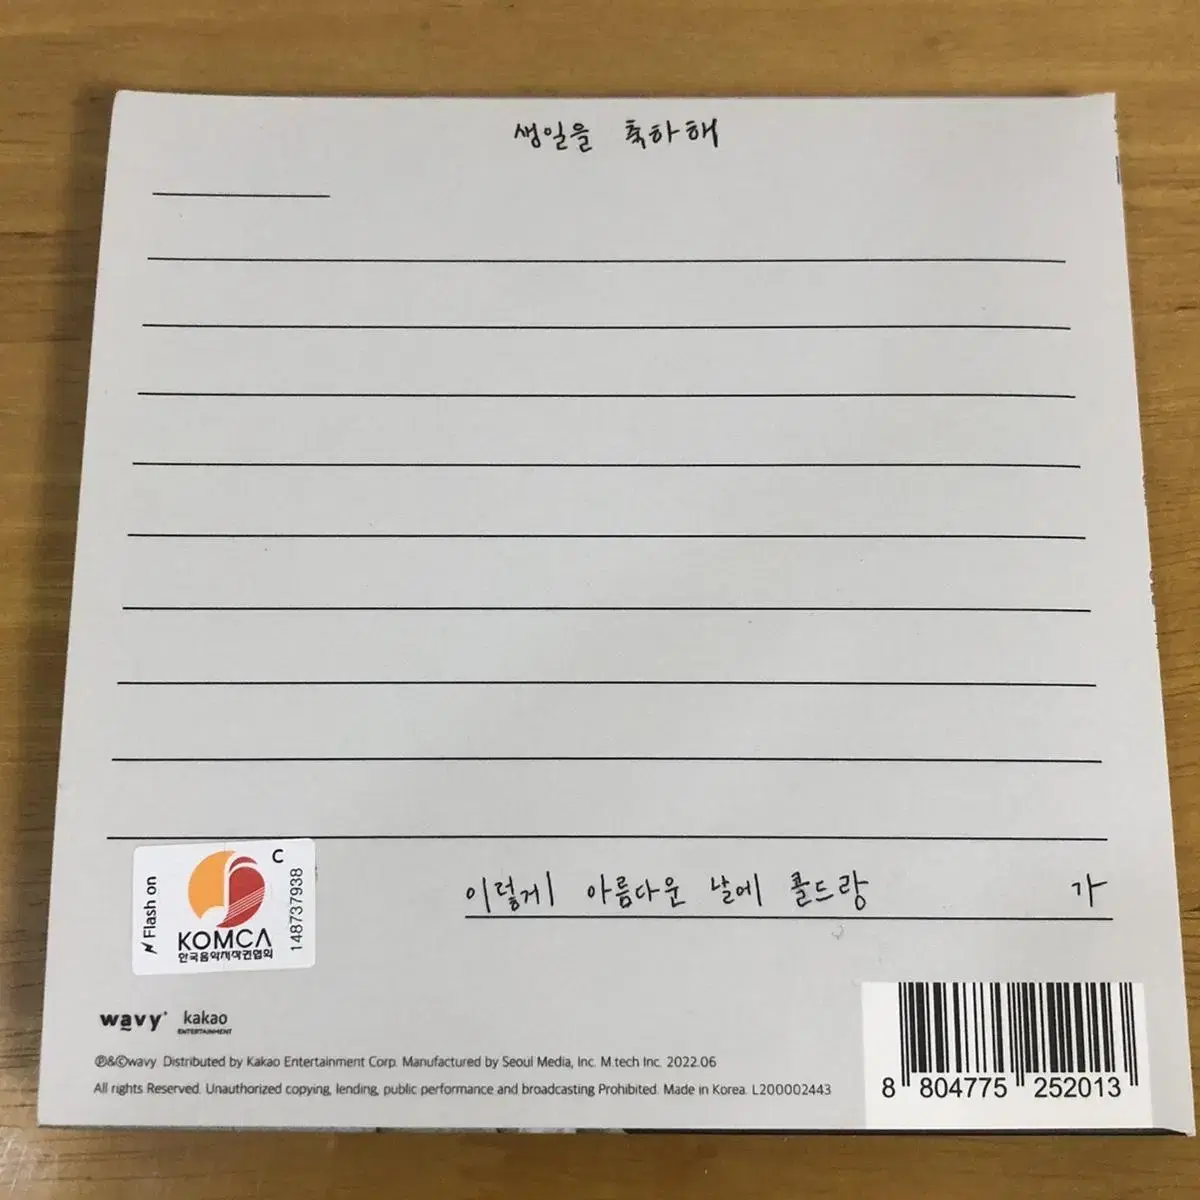 생일을 축하해
이렇게 아름다운 날에 콜드랑 가
Flash on
C
KOMCA
한국음악저작권협회
148737938
wavy
kakao
ENTERTAINMENT
℗&©wavy Distributed by Kakao Entertainment Corp. Manufactured by Seoul Media, Inc. M.tech Inc. 2022.06
All rights Reserved. Unauthorized copying, lending, public performance and broadcasting Prohibited. Made in Korea. L200002443
8 804775 252013